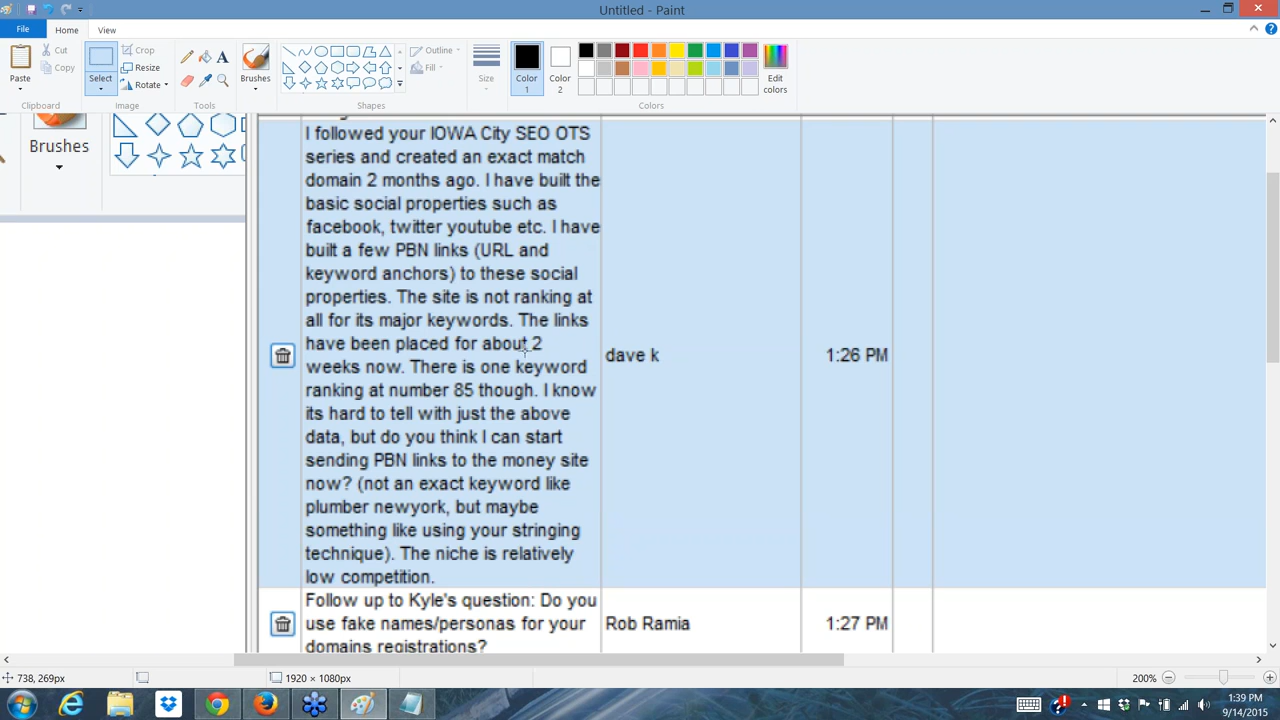 Untitled - Paint
File
Home
View
Paste
Cut
Copy
Clipboard
Select
Crop
Resize
Rotate
Image
A
Tools
Brushes
Shapes
Outline
Fill
Size
Color 1
Color 2
Edit colors
Colors
Brushes
I followed your IOWA City SEO OTS
series and created an exact match
domain 2 months ago. I have built the
basic social properties such as
facebook, twitter youtube etc. I have
built a few PBN links (URL and
keyword anchors) to these social
properties. The site is not ranking at
all for its major keywords. The links
have been placed for about 2
weeks now. There is one keyword
ranking at number 85 though. I know
its hard to tell with just the above
data, but do you think I can start
sending PBN links to the money site
now? (not an exact keyword like
plumber newyork, but maybe
something like using your stringing
technique). The niche is relatively
low competition.
dave k
1:26 PM
Follow up to Kyle's question: Do you
use fake names/personas for your
domains registrations?
Rob Ramia
1:27 PM
738, 269px
1920 × 1080px
200%
1:39 PM
9/14/2015